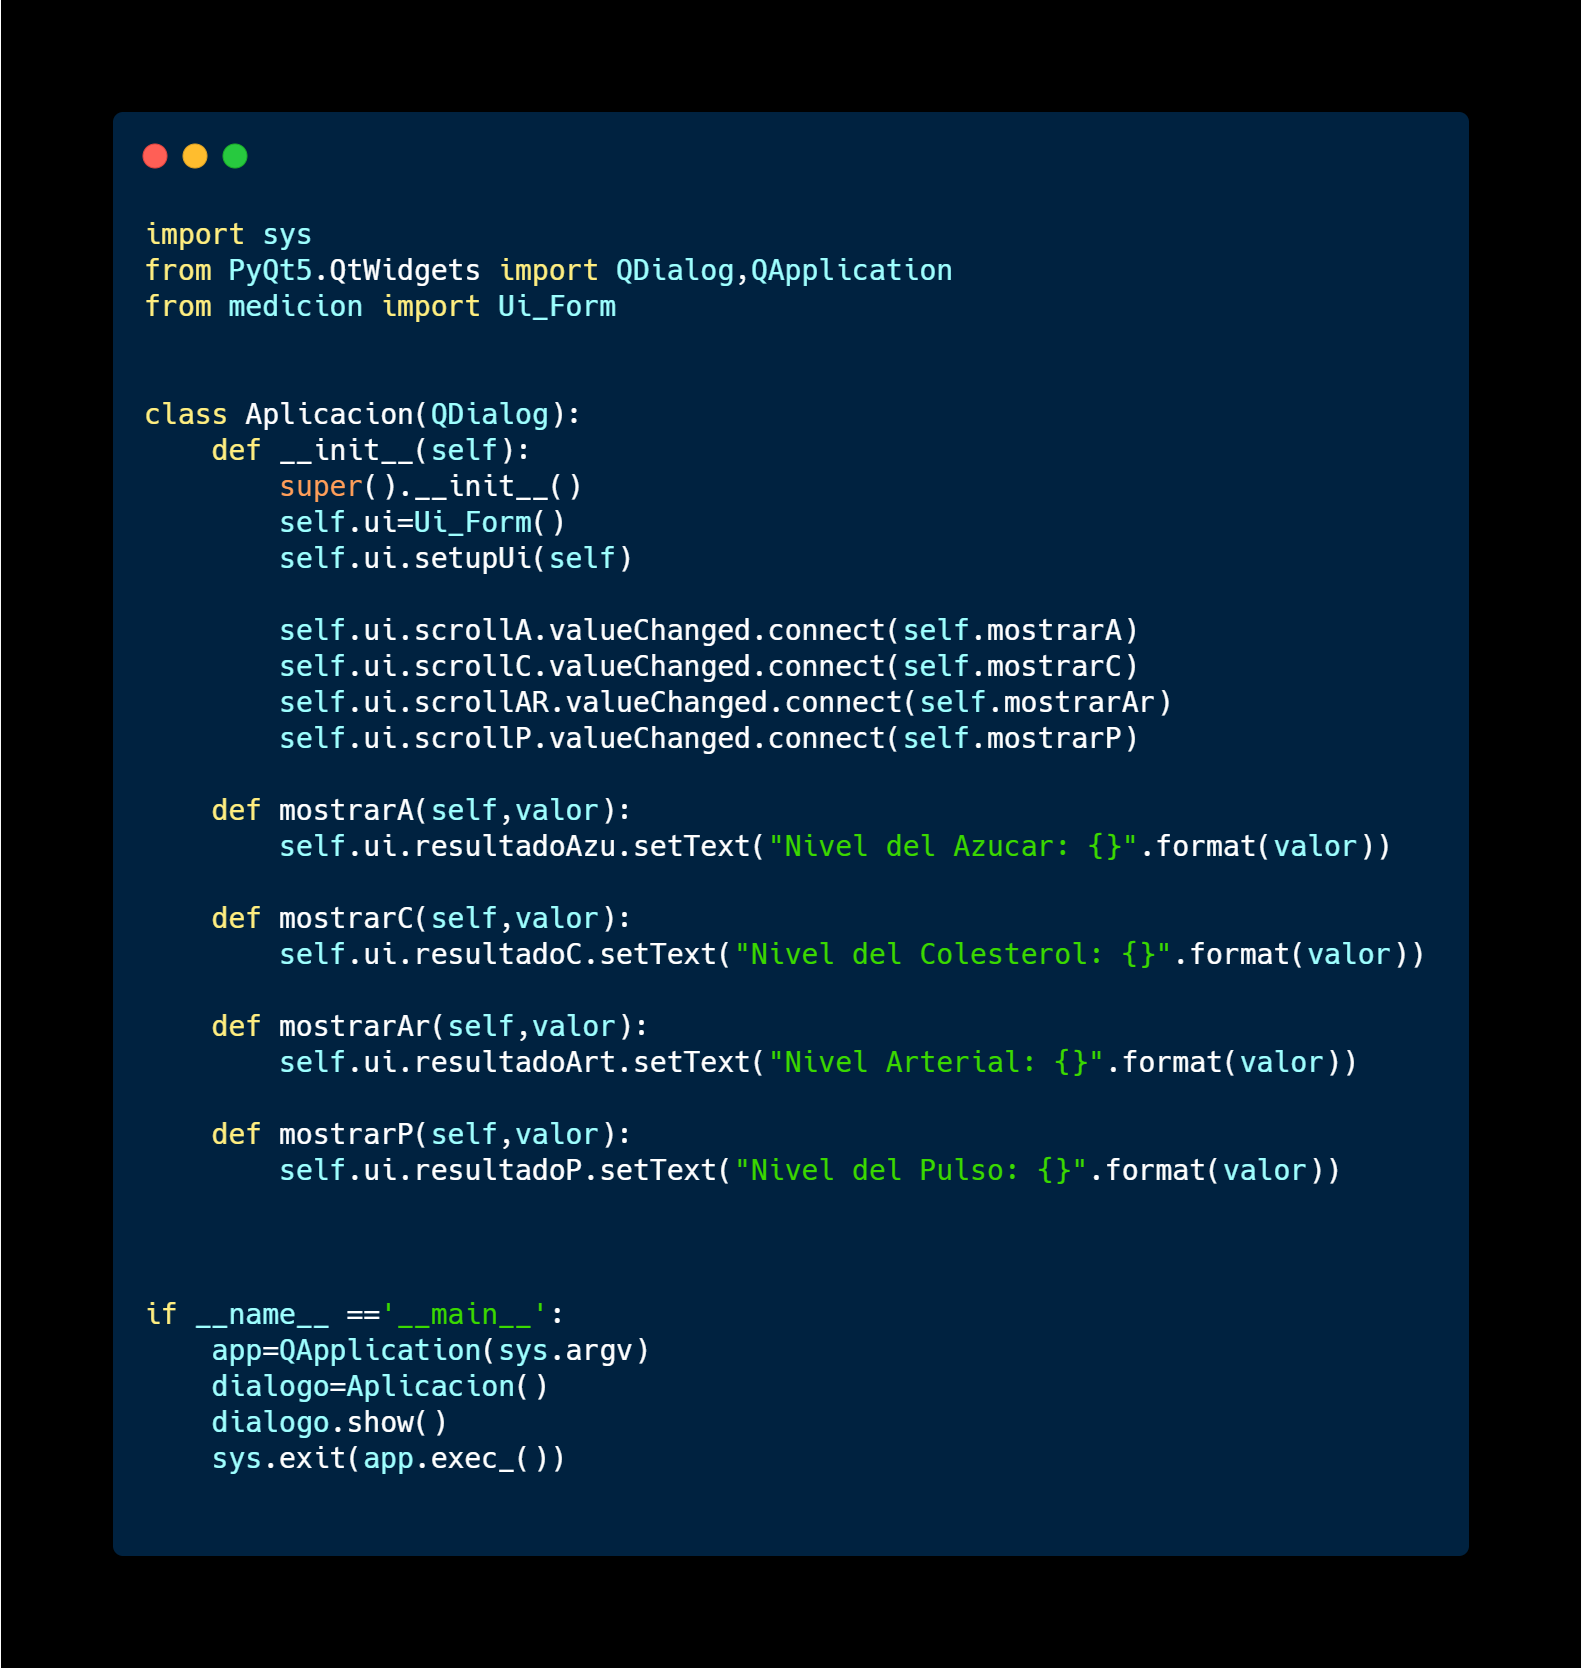 import sys
from PyQt5.QtWidgets import QDialog,QApplication
from medicion import Ui_Form
class Aplicacion(QDialog):
    def __init__(self):
        super().__init__()
        self.ui=Ui_Form()
        self.ui.setupUi(self)
        self.ui.scrollA.valueChanged.connect(self.mostrarA)
        self.ui.scrollC.valueChanged.connect(self.mostrarC)
        self.ui.scrollAR.valueChanged.connect(self.mostrarAr)
        self.ui.scrollP.valueChanged.connect(self.mostrarP)
    def mostrarA(self,valor):
        self.ui.resultadoAzu.setText("Nivel del Azucar: {}".format(valor))
    def mostrarC(self,valor):
        self.ui.resultadoC.setText("Nivel del Colesterol: {}".format(valor))
    def mostrarAr(self,valor):
        self.ui.resultadoArt.setText("Nivel Arterial: {}".format(valor))
    def mostrarP(self,valor):
        self.ui.resultadoP.setText("Nivel del Pulso: {}".format(valor))
if __name__ =='__main__':
    app=QApplication(sys.argv)
    dialogo=Aplicacion()
    dialogo.show()
    sys.exit(app.exec_())